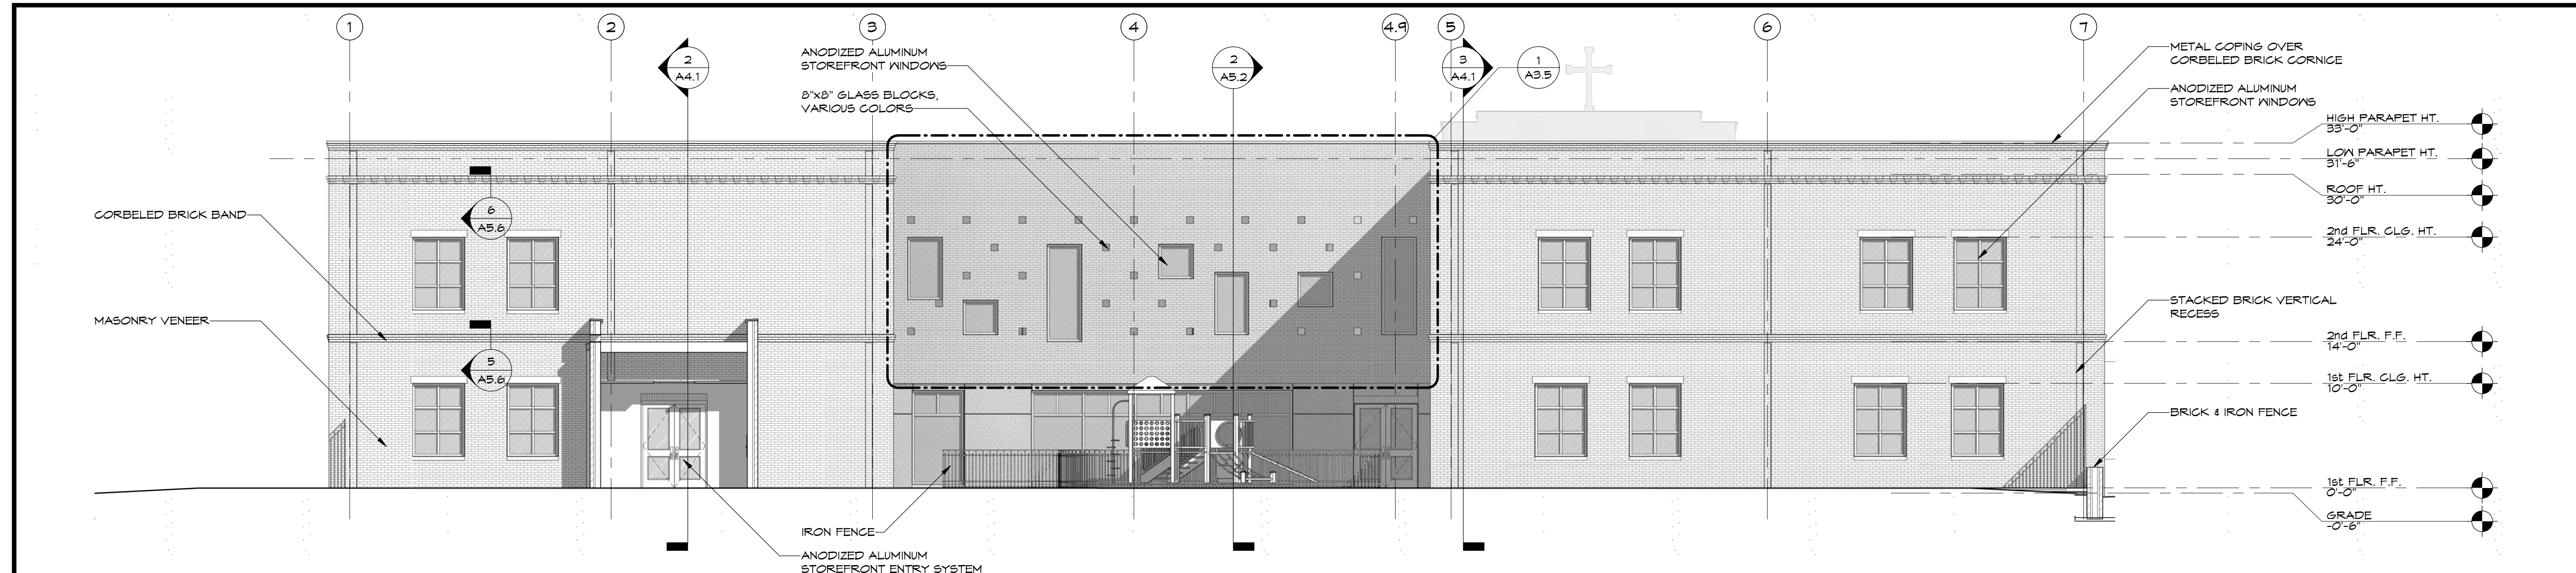 1
2
3
4
4.9
5
6
7
2
A4.1
ANODIZED ALUMINUM
STOREFRONT WINDOWS
8"x8" GLASS BLOCKS,
VARIOUS COLORS
2
A5.2
3
A4.1
1
A3.5
METAL COPING OVER
CORBELED BRICK CORNICE
ANODIZED ALUMINUM
STOREFRONT WINDOWS
HIGH PARAPET HT.
33'-0"
LOW PARAPET HT.
31'-6"
ROOF HT.
30'-0"
2nd FLR. CLG. HT.
24'-0"
CORBELED BRICK BAND
6
A5.6
MASONRY VENEER
5
A5.6
STACKED BRICK VERTICAL
RECESS
2nd FLR. F.F.
14'-0"
1st FLR. CLG. HT.
10'-0"
BRICK & IRON FENCE
1st FLR. F.F.
0'-0"
GRADE
-0'-6"
IRON FENCE
ANODIZED ALUMINUM
STOREFRONT ENTRY SYSTEM